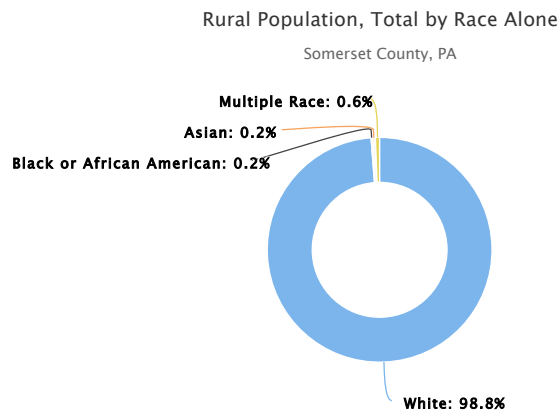 Rural Population, Total by Race Alone
Somerset County, PA
Multiple Race: 0.6%
Asian: 0.2%
Black or African American: 0.2%
White: 98.8%